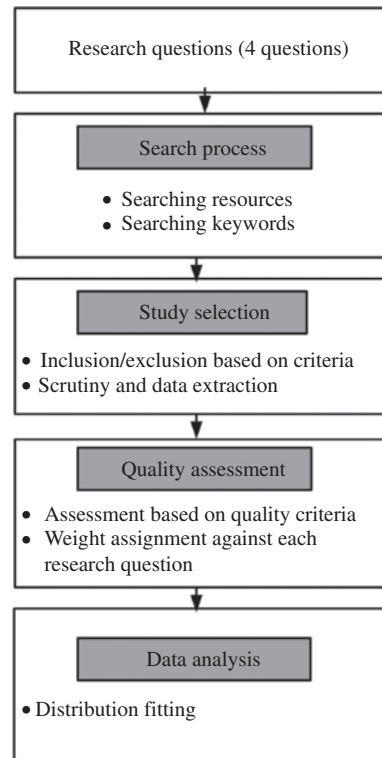 Research questions (4 questions)
Search process
• Searching resources
• Searching keywords
Study selection
• Inclusion/exclusion based on criteria
• Scrutiny and data extraction
Quality assessment
• Assessment based on quality criteria
• Weight assignment against each
research question
Data analysis
• Distribution fitting